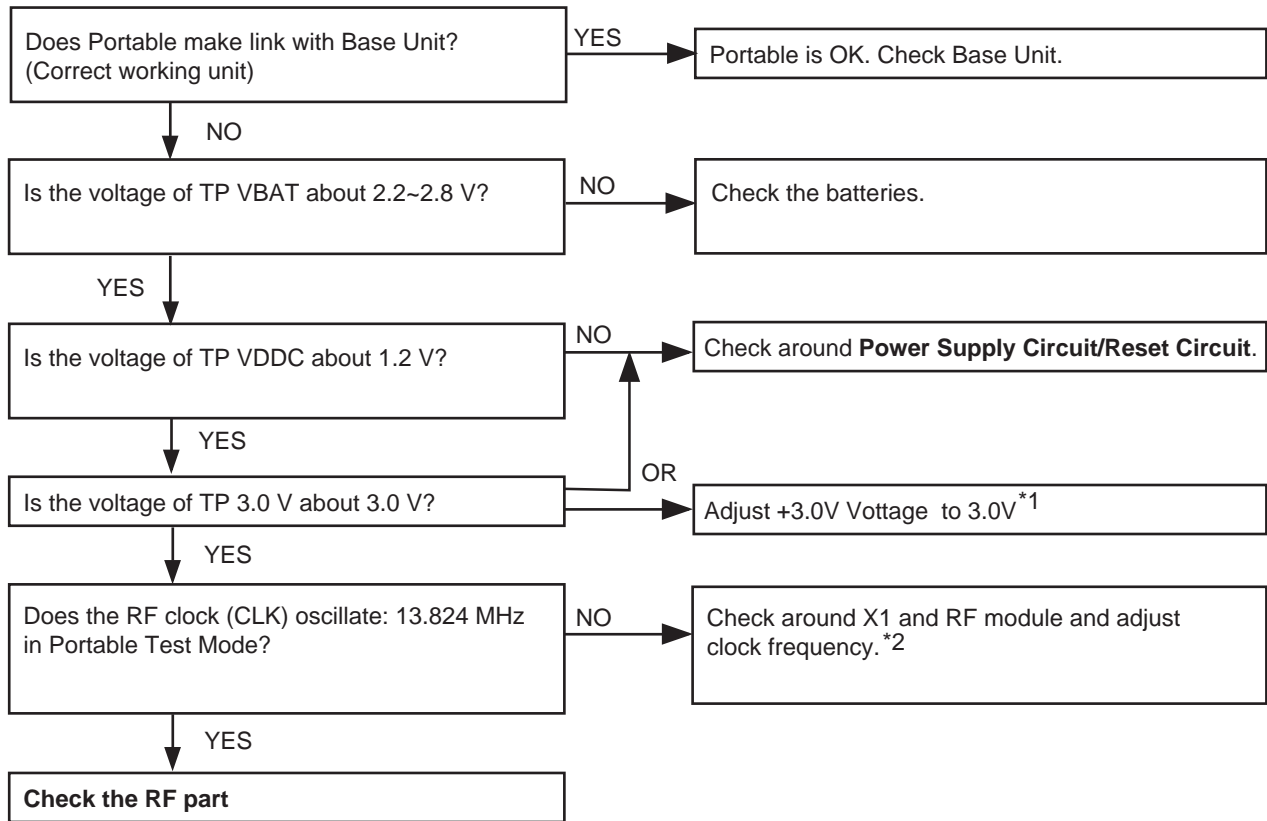 Does Portable make link with Base Unit?
(Correct working unit)
YES
Portable is OK. Check Base Unit.
NO
Is the voltage of TP VBAT about 2.2~2.8 V?
NO
Check the batteries.
YES
Is the voltage of TP VDDC about 1.2 V?
NO
Check around Power Supply Circuit/Reset Circuit.
YES
OR
Is the voltage of TP 3.0 V about 3.0 V?
Adjust +3.0V Vottage to 3.0V*1
YES
Does the RF clock (CLK) oscillate: 13.824 MHz
in Portable Test Mode?
NO
Check around X1 and RF module and adjust
clock frequency.*2
YES
Check the RF part